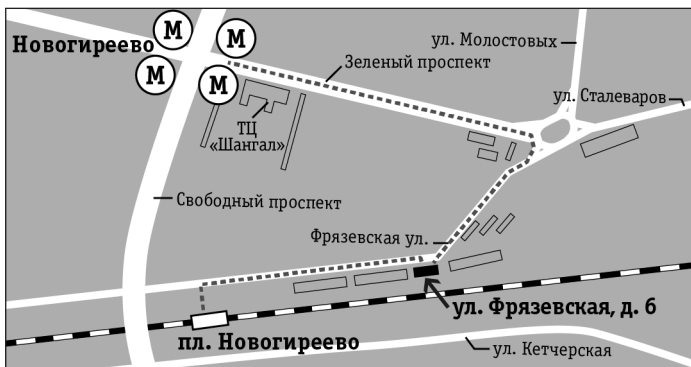 М
М
Новогиреево
М
М
ул. Молостовых
Зеленый проспект
ул. Сталеваров
ТЦ
«Шангал»
Свободный проспект
Фрязевская ул.
ул. Фрязевская, д. 6
пл. Новогиреево
ул. Кетчерская